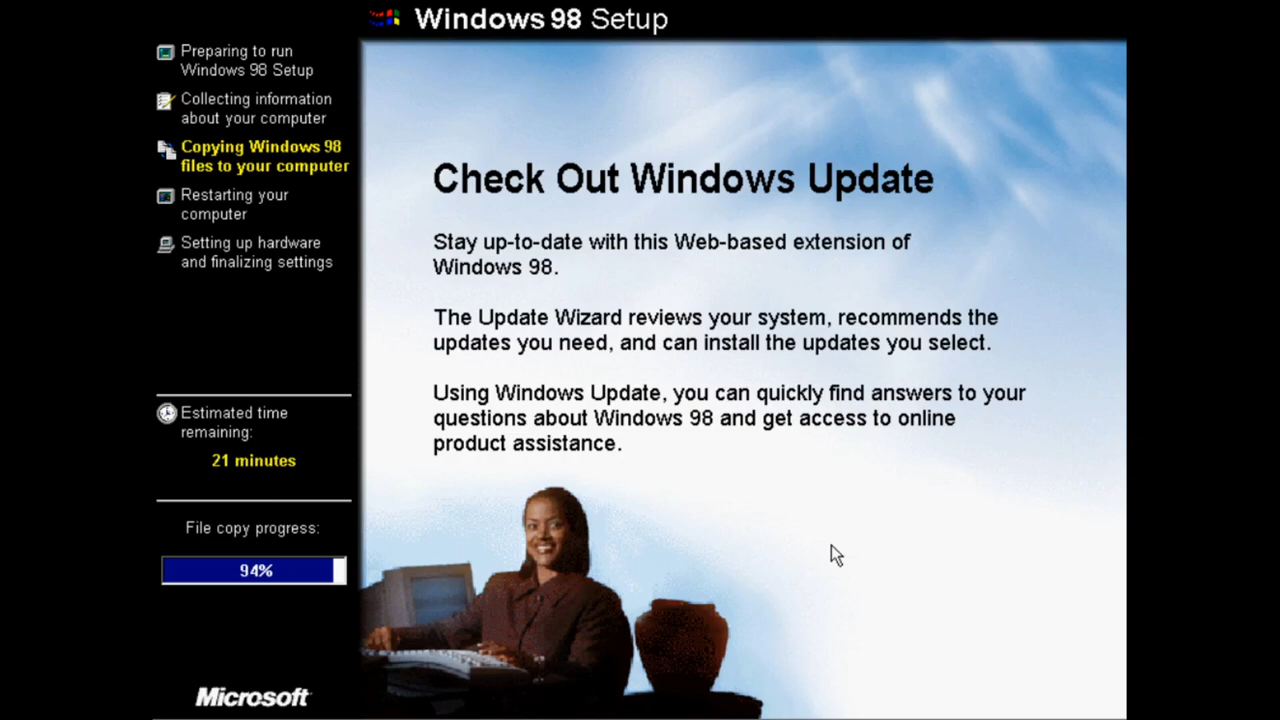 Windows 98 Setup
Preparing to run
Windows 98 Setup
Collecting information
about your computer
Copying Windows 98
files to your computer
Restarting your
computer
Setting up hardware
and finalizing settings
Estimated time
remaining:
21 minutes
File copy progress:
94%
Microsoft
Check Out Windows Update
Stay up-to-date with this Web-based extension of
Windows 98.
The Update Wizard reviews your system, recommends the
updates you need, and can install the updates you select.
Using Windows Update, you can quickly find answers to your
questions about Windows 98 and get access to online
product assistance.